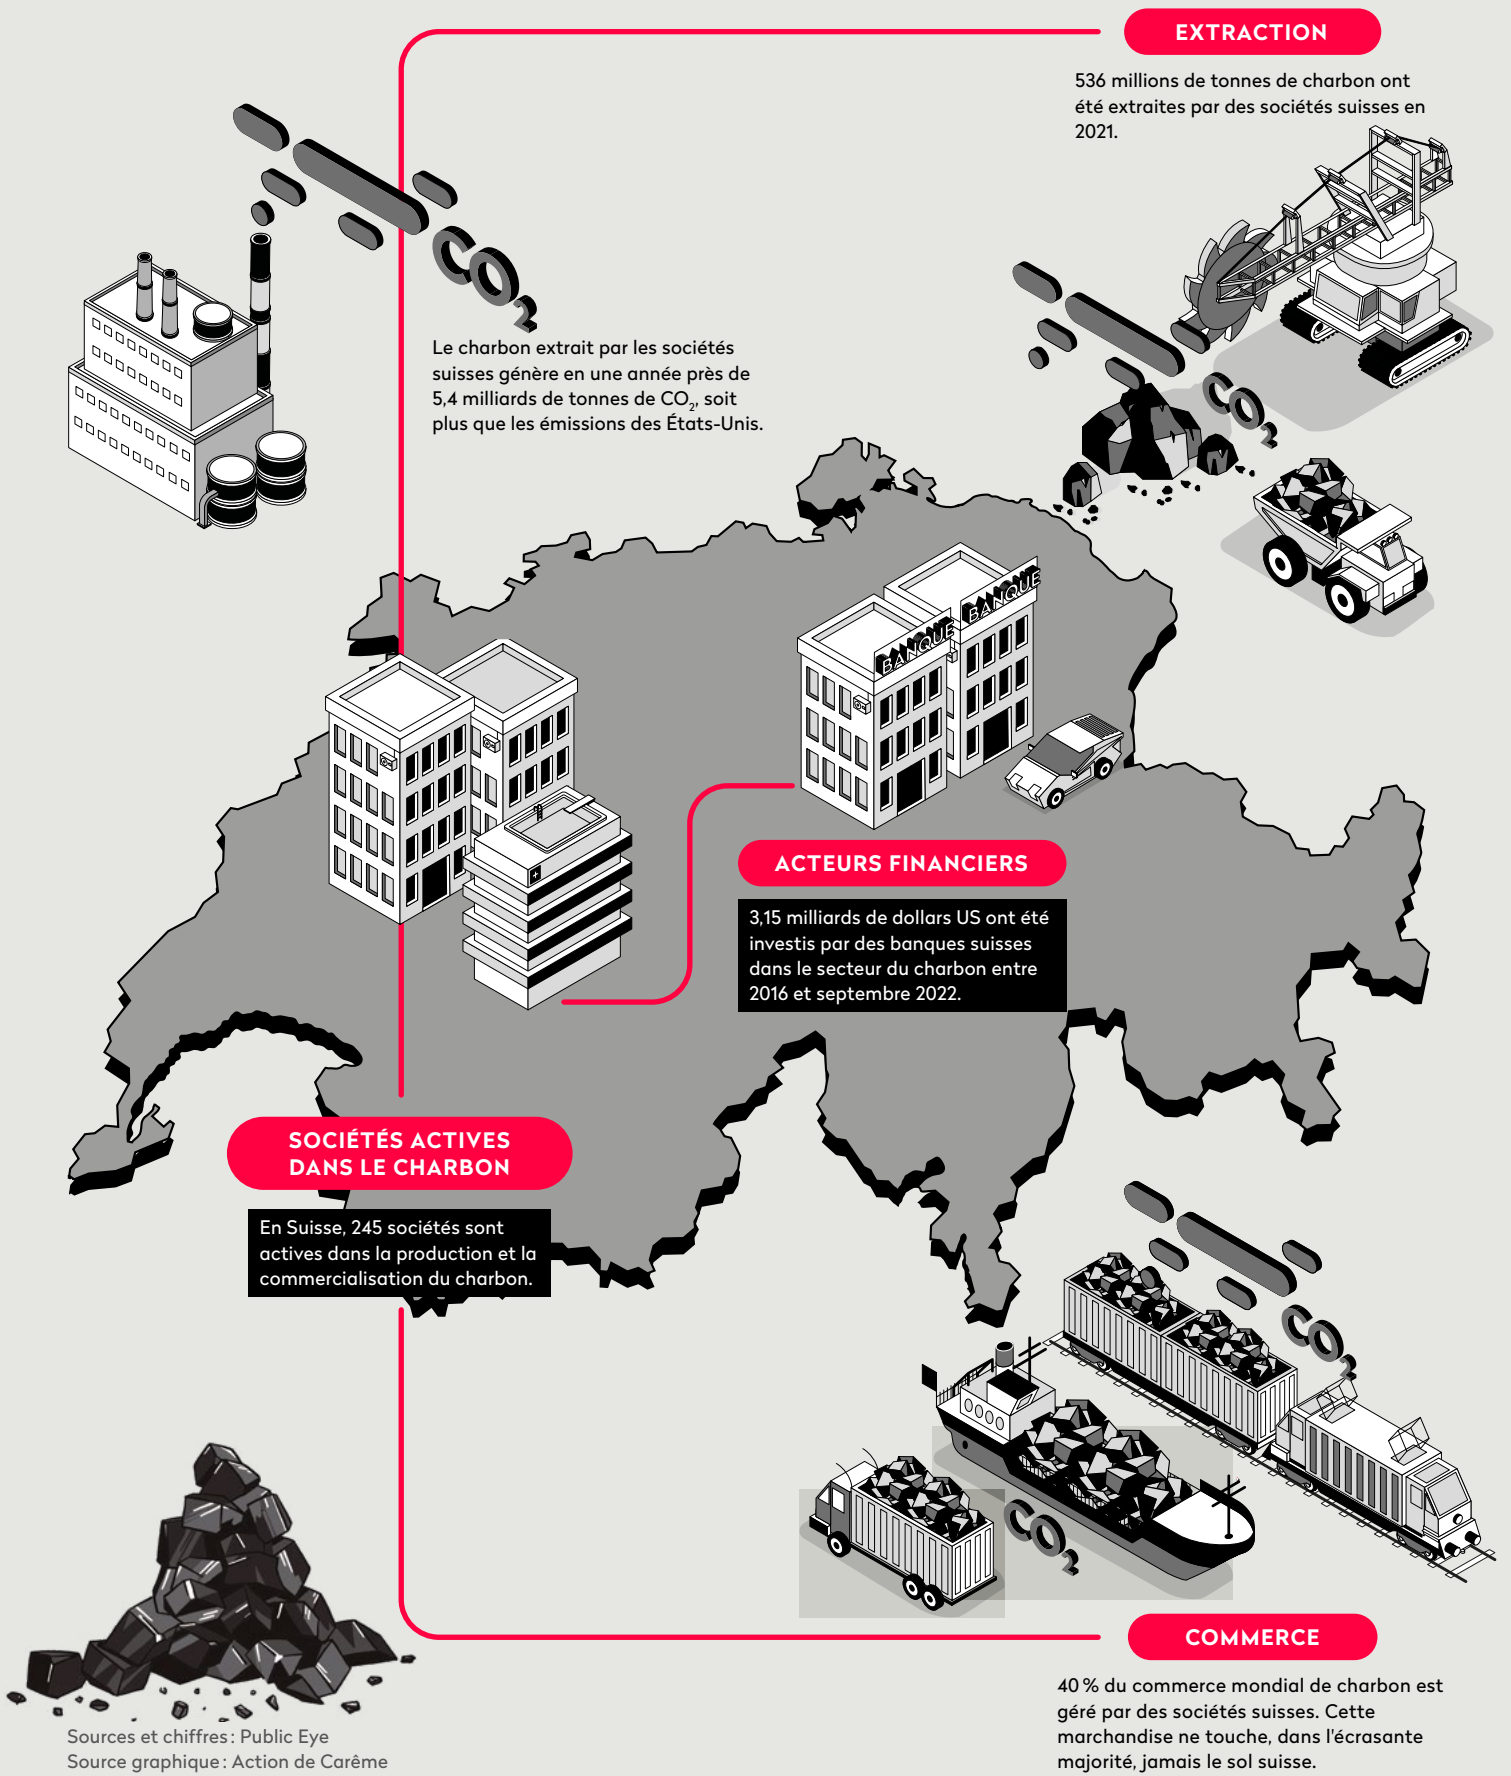 EXTRACTION
536 millions de tonnes de charbon ont
été extraites par des sociétés suisses en
2021.
CO2
Le charbon extrait par les sociétés
suisses génère en une année près de
5,4 milliards de tonnes de CO₂, soit
plus que les émissions des États-Unis.
CO2
BANQUE
BANQUE
ACTEURS FINANCIERS
3,15 milliards de dollars US ont été
investis par des banques suisses
dans le secteur du charbon entre
2016 et septembre 2022.
SOCIÉTÉS ACTIVES
DANS LE CHARBON
En Suisse, 245 sociétés sont
actives dans la production et la
commercialisation du charbon.
CO2
CO2
COMMERCE
40 % du commerce mondial de charbon est
géré par des sociétés suisses. Cette
marchandise ne touche, dans l'écrasante
majorité, jamais le sol suisse.
Sources et chiffres : Public Eye
Source graphique : Action de Carême